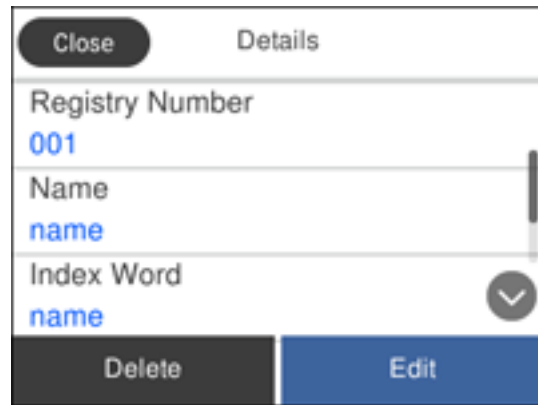 Close
Details
Registry Number
001
Name
name
Index Word
name
Delete
Edit